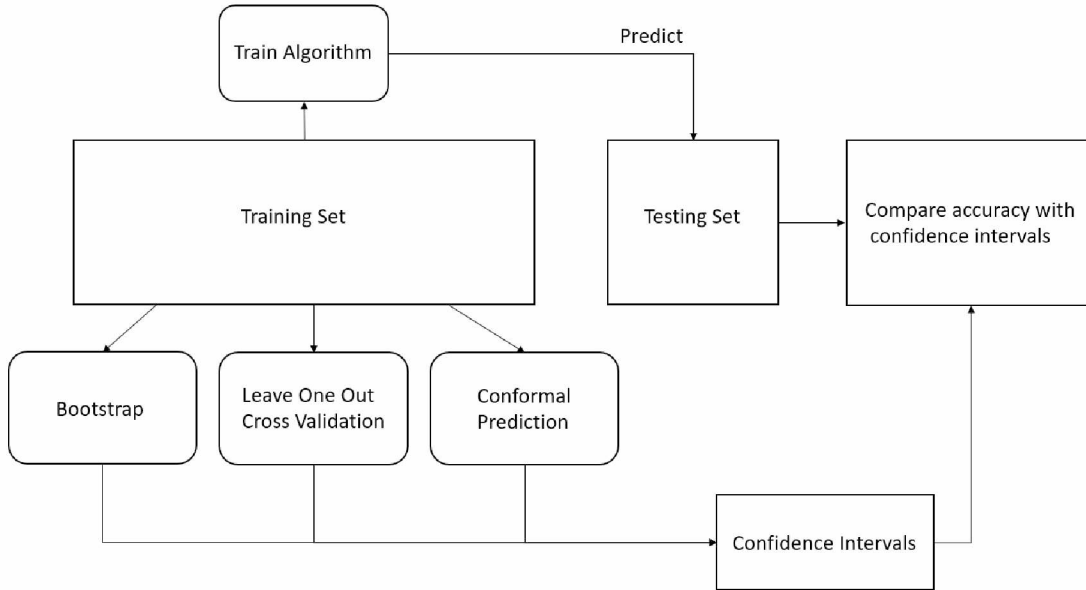 Train Algorithm
Predict
Training Set
Testing Set
Compare accuracy with
confidence intervals
Bootstrap
Leave One Out
Cross Validation
Conformal
Prediction
Confidence Intervals